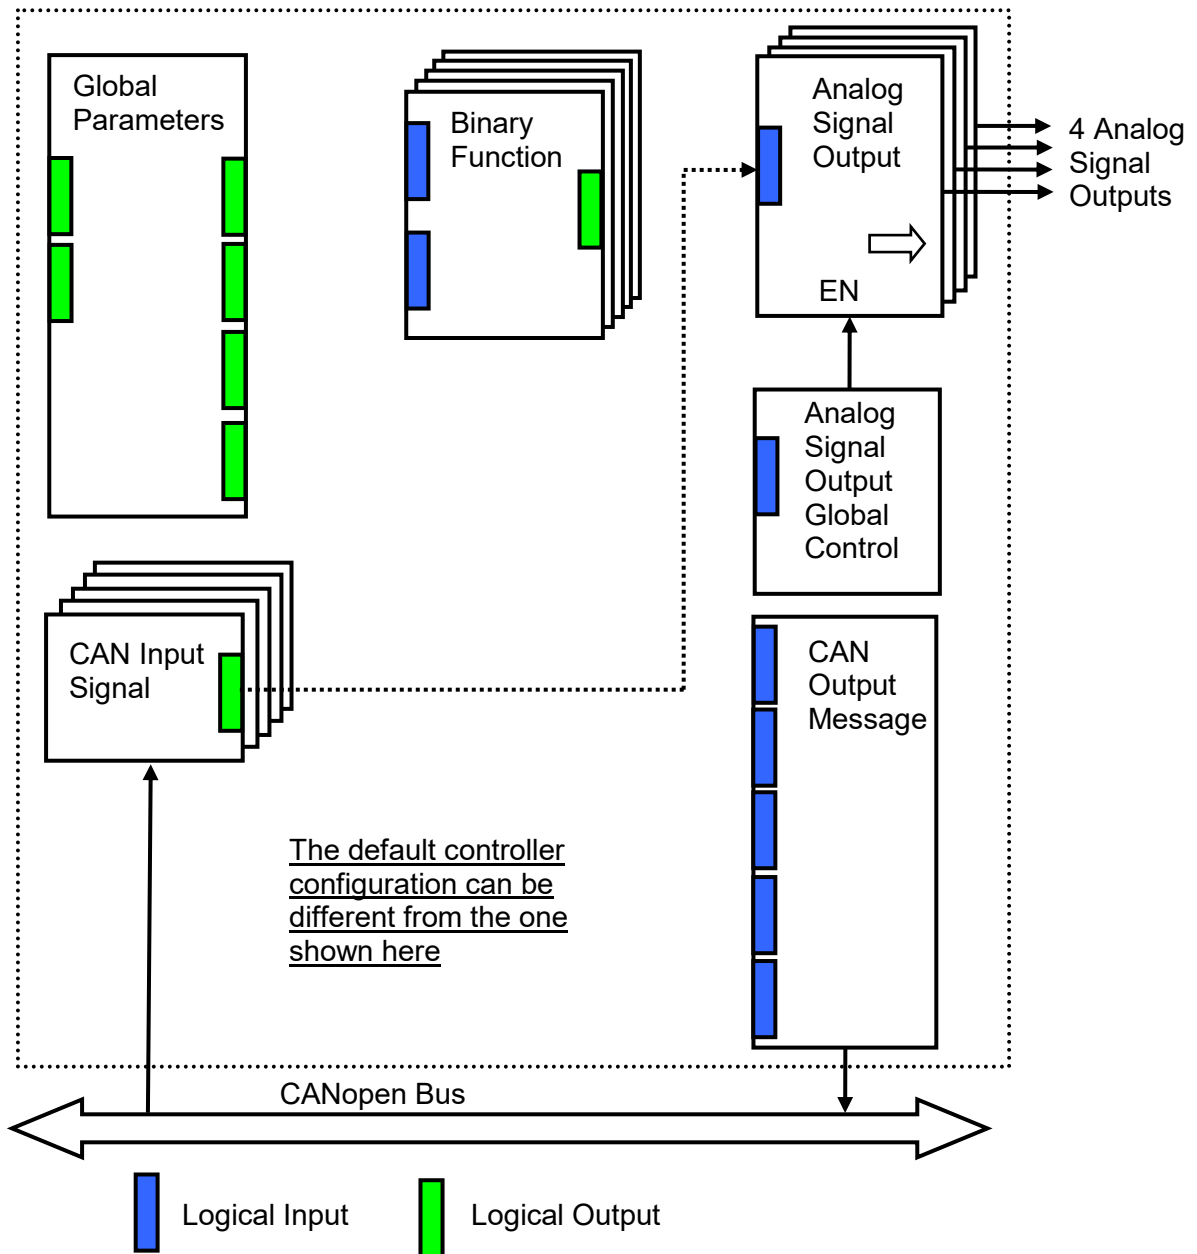 Global
Parameters
Binary
Function
Analog
Signal
Output
EN
4 Analog
Signal
Outputs
Analog
Signal
Output
Global
Control
CAN Input
Signal
CAN
Output
Message
The default controller
configuration can be
different from the one
shown here
CANopen Bus
Logical Input
Logical Output